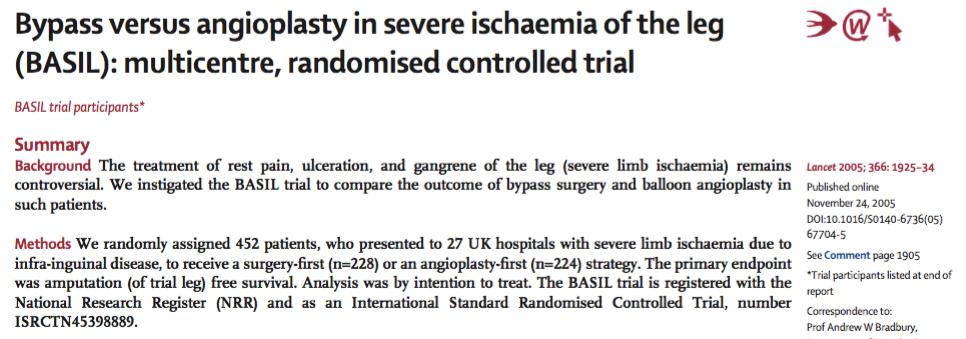 Bypass versus angioplasty in severe ischaemia of the leg
(BASIL): multicentre, randomised controlled trial
BASIL trial participants*
Summary
Background The treatment of rest pain, ulceration, and gangrene of the leg (severe limb ischaemia) remains
controversial. We instigated the BASIL trial to compare the outcome of bypass surgery and balloon angioplasty in
such patients.
Methods We randomly assigned 452 patients, who presented to 27 UK hospitals with severe limb ischaemia due to
infra-inguinal disease, to receive a surgery-first (n=228) or an angioplasty-first (n=224) strategy. The primary endpoint
was amputation (of trial leg) free survival. Analysis was by intention to treat. The BASIL trial is registered with the
National Research Register (NRR) and as an International Standard Randomised Controlled Trial, number
ISRCTN45398889.
W
Lancet 2005; 366: 1925–34
Published online
November 24, 2005
DOI:10.1016/S0140-6736(05)
67704-5
See Comment page 1905
*Trial participants listed at end of
report
Correspondence to:
Prof Andrew W Bradbury,